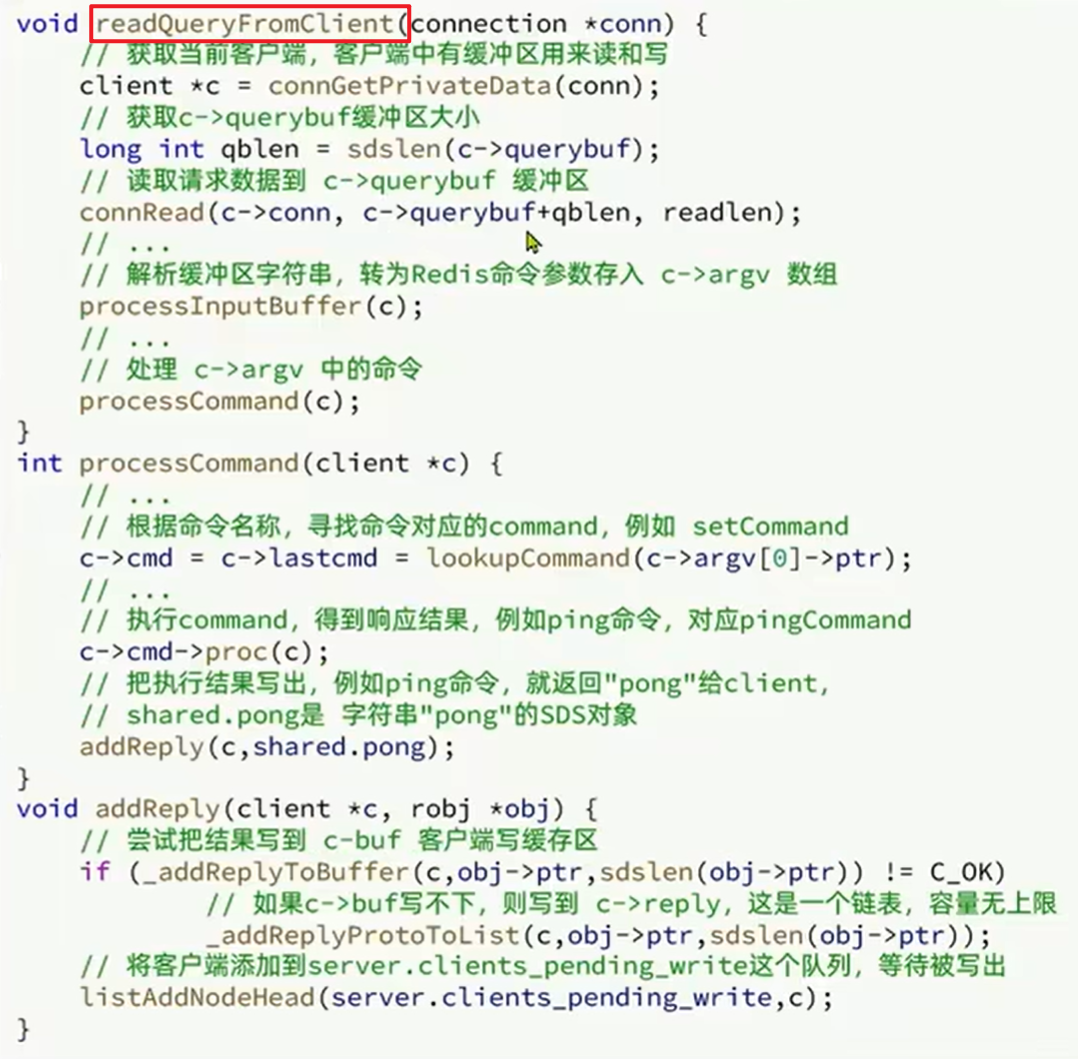 void readQueryFromClient(connection *conn) {
    // 获取当前客户端，客户端中有缓冲区用来读和写
    client *c = connGetPrivateData(conn);
    // 获取c->querybuf缓冲区大小
    long int qblen = sdslen(c->querybuf);
    // 读取请求数据到 c->querybuf 缓冲区
    connRead(c->conn, c->querybuf+qblen, readlen);
    // ...
    // 解析缓冲区字符串，转为Redis命令参数存入 c->argv 数组
    processInputBuffer(c);
    // ...
    // 处理 c->argv 中的命令
    processCommand(c);
}
int processCommand(client *c) {
    // ...
    // 根据命令名称，寻找命令对应的command，例如 setCommand
    c->cmd = c->lastcmd = lookupCommand(c->argv[0]->ptr);
    // ...
    // 执行command，得到响应结果，例如ping命令，对应pingCommand
    c->cmd->proc(c);
    // 把执行结果写出，例如ping命令，就返回"pong"给client，
    // shared.pong是 字符串"pong"的SDS对象
    addReply(c,shared.pong);
}
void addReply(client *c, robj *obj) {
    // 尝试把结果写到 c-buf 客户端写缓存区
    if (_addReplyToBuffer(c,obj->ptr,sdslen(obj->ptr)) != C_OK)
            // 如果c->buf写不下，则写到 c->reply，这是一个链表，容量无上限
            _addReplyProtoToList(c,obj->ptr,sdslen(obj->ptr));
    // 将客户端添加到server.clients_pending_write这个队列，等待被写出
    listAddNodeHead(server.clients_pending_write,c);
}